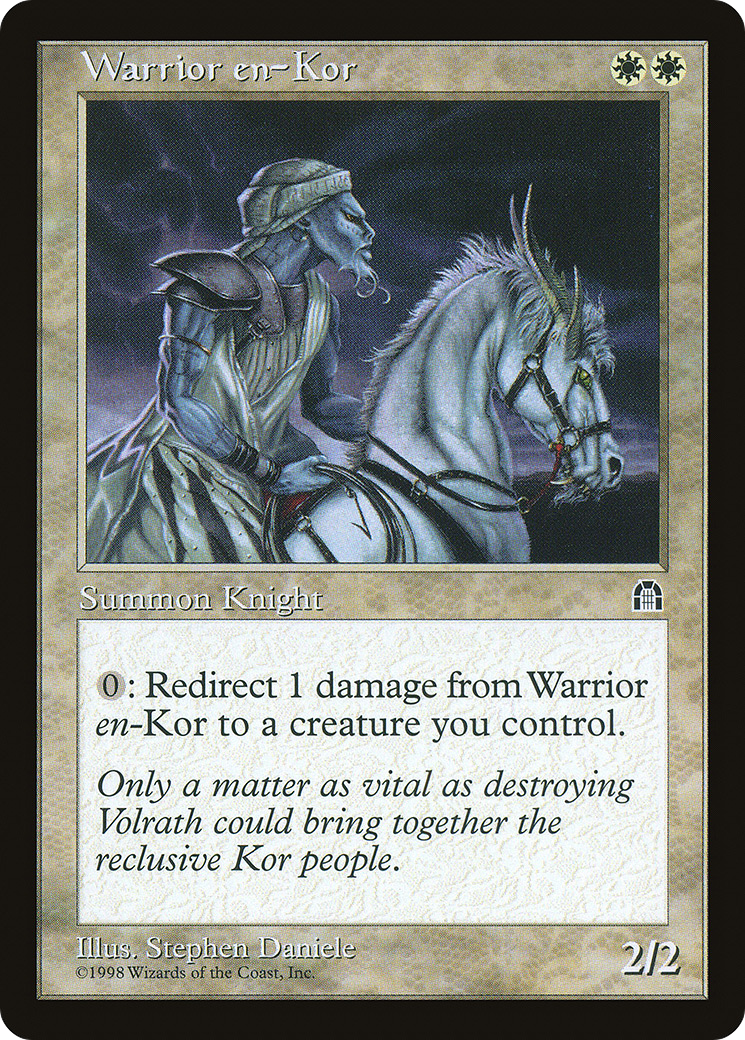 Warrior en-Kor
Summon Knight
0: Redirect 1 damage from Warrior
en-Kor to a creature you control.
Only a matter as vital as destroying
Volrath could bring together the
reclusive Kor people.
Illus. Stephen Daniele
©1998 Wizards of the Coast, Inc.
2/2